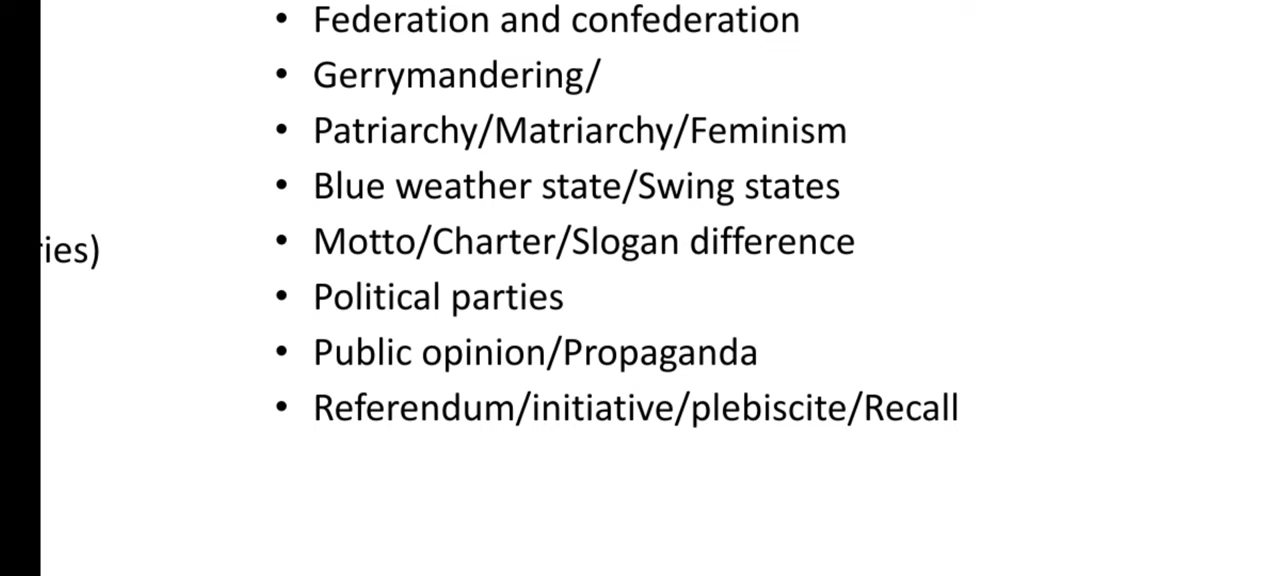 • Federation and confederation
• Gerrymandering/
• Patriarchy/Matriarchy/Feminism
• Blue weather state/Swing states
• Motto/Charter/Slogan difference
ries)
• Political parties
• Public opinion/Propaganda
• Referendum/initiative/plebiscite/Recall